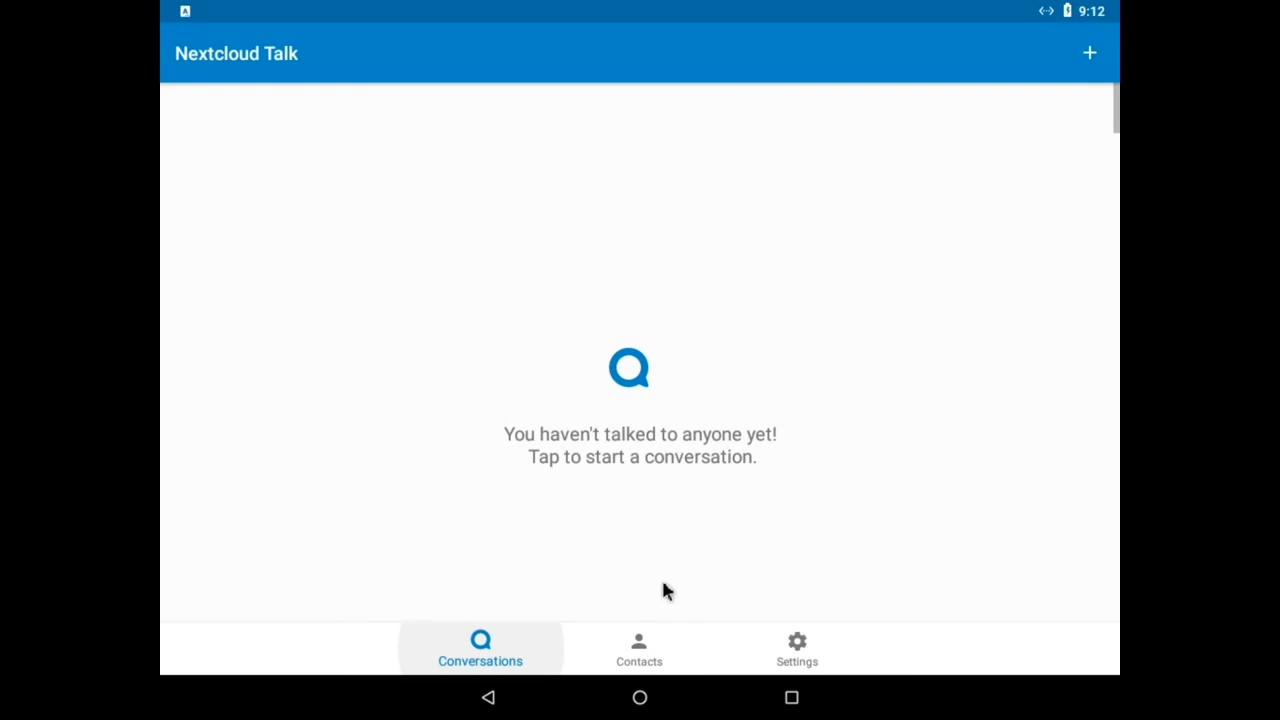 A
9:12
Nextcloud Talk
You haven't talked to anyone yet!
Tap to start a conversation.
Conversations
Contacts
Settings